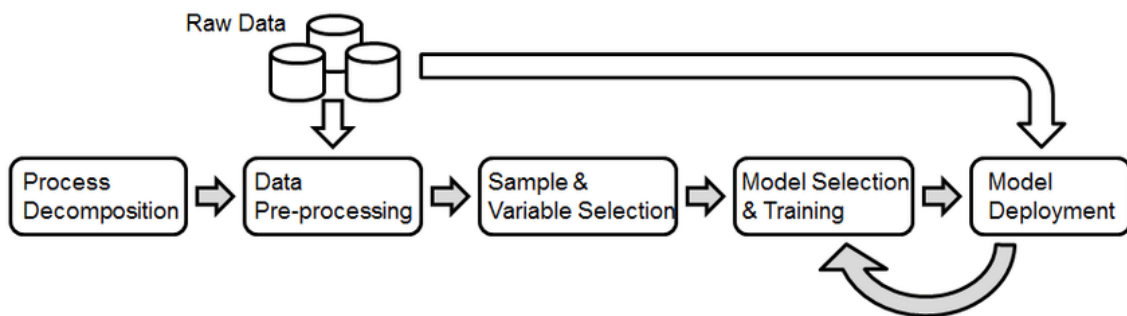 Raw Data
Process
Decomposition
Data
Pre-processing
Sample &
Variable Selection
Model Selection
& Training
Model
Deployment